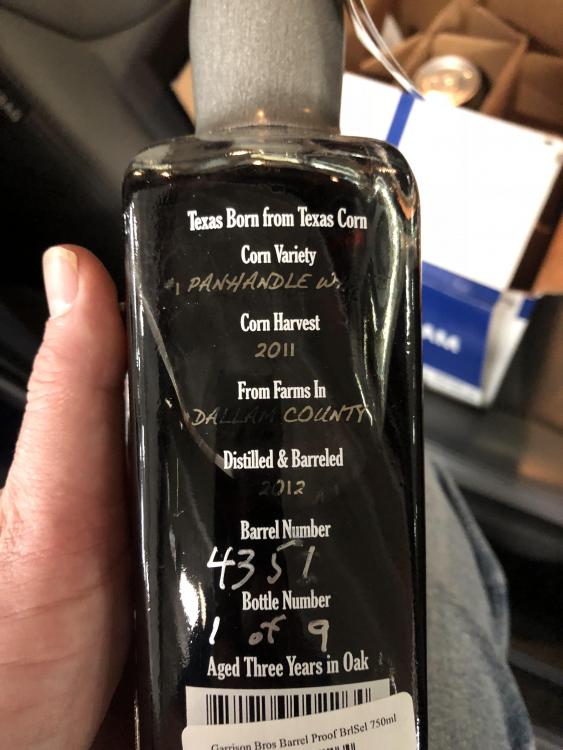 Texas Born from Texas Corn
Corn Variety
#1 PANHANDLE
Corn Harvest
2011
From Farms In
DALLAM COUNTY
Distilled & Barreled
2012
Barrel Number
4351
Bottle Number
1 of 9
Aged Three Years in Oak
Garrison Bros Barrel Proof BrlSel 750ml
AM